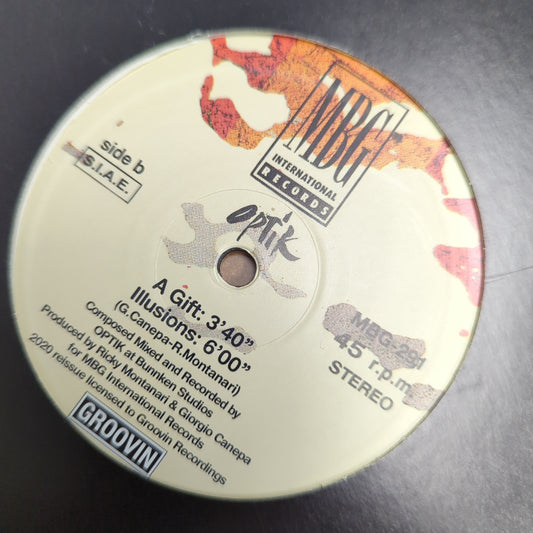 MBG
INTERNATIONAL
RECORDS
side b
S.I.A.E.
OPTIK
MBG 291
45 r.p.m.
STEREO
A Gift: 3'40"
Illusions: 6'00"
(G.Canepa-R.Montanari)
Composed Mixed and Recorded by
OPTIK at Bumiken Studios
Produced by Ricky Montanari & Giorgio Canepa
for MBG International Records
2020 reissue licensed to Groovin Recordings
GROOVIN